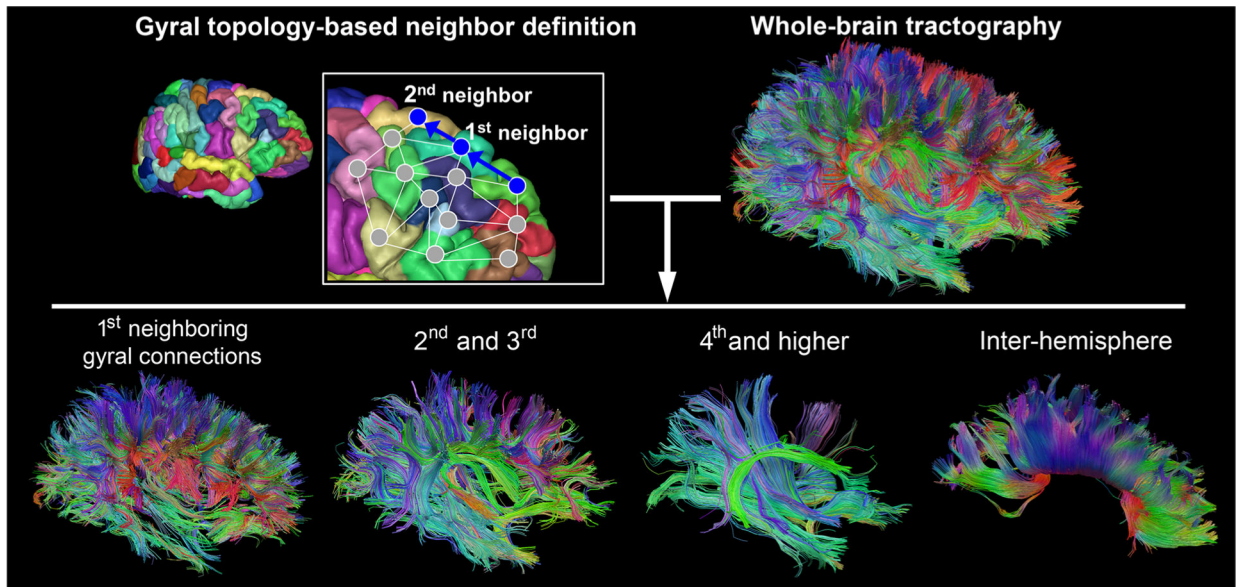 Gyral topology-based neighbor definition
Whole-brain tractography
2nd neighbor
1st neighbor
1st neighboring
gyral connections
2nd and 3rd
4th and higher
Inter-hemisphere